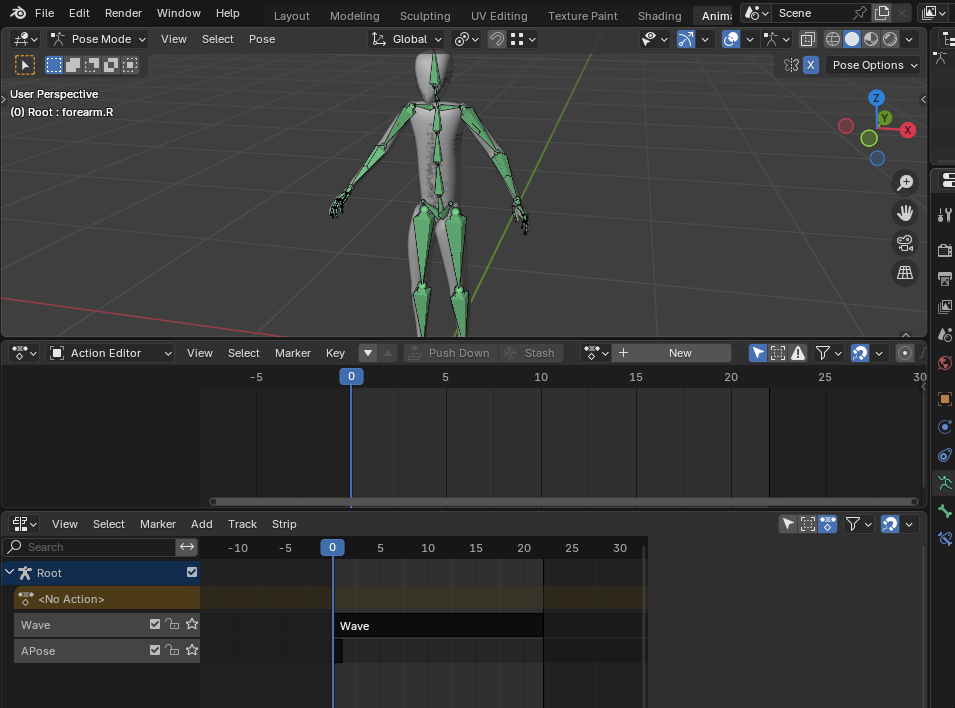 File Edit Render Window Help Layout Modeling Sculpting UV Editing Texture Paint Shading Anima Scene
Pose Mode View Select Pose Global
X Pose Options
User Perspective
(0) Root : forearm.R
Z
Y
X
Action Editor View Select Marker Key Push Down Stash New
-5 0 5 10 15 20 25 30
View Select Marker Add Track Strip
Search -10 -5 0 5 10 15 20 25 30
Root
<No Action>
Wave Wave
APose